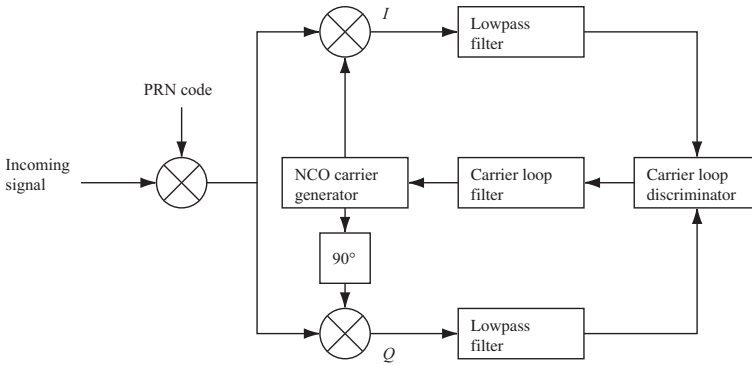 I
Lowpass
filter
PRN code
Incoming
signal
NCO carrier
generator
Carrier loop
filter
Carrier loop
discriminator
90°
Lowpass
filter
Q